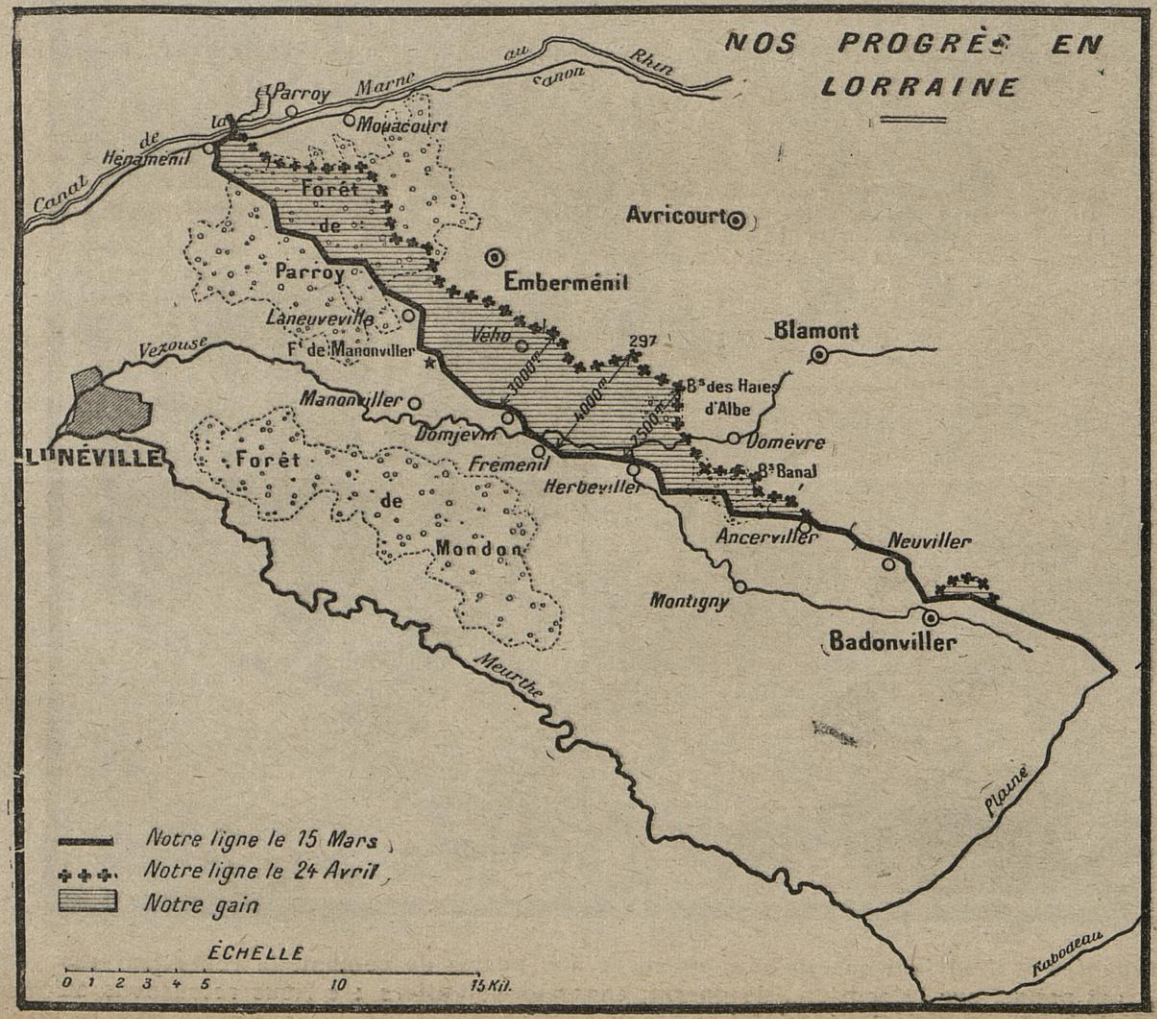 NOS PROGRÈS EN
LORRAINE
Canal de la Marne au Rhin
Sanon
Parroy
Mouacourt
Hénaménil
Forêt
de
Parroy
Avricourt
Emberménil
Laneuveville
Ft de Manonviller
Vého
297
Blamont
Vezouse
3000m
4000m
2500m
Bs des Haies
d'Albe
Manonviller
Domjevin
Domèvre
LUNÉVILLE
Forêt
de
Mondon
Fréménil
Herbeviller
Bs Banal
Ancerviller
Neuviller
Montigny
Badonviller
Meurthe
Plaine
Rabodeau
Notre ligne le 15 Mars
Notre ligne le 24 Avril
Notre gain
ÉCHELLE
0 1 2 3 4 5 10 15 Kil.